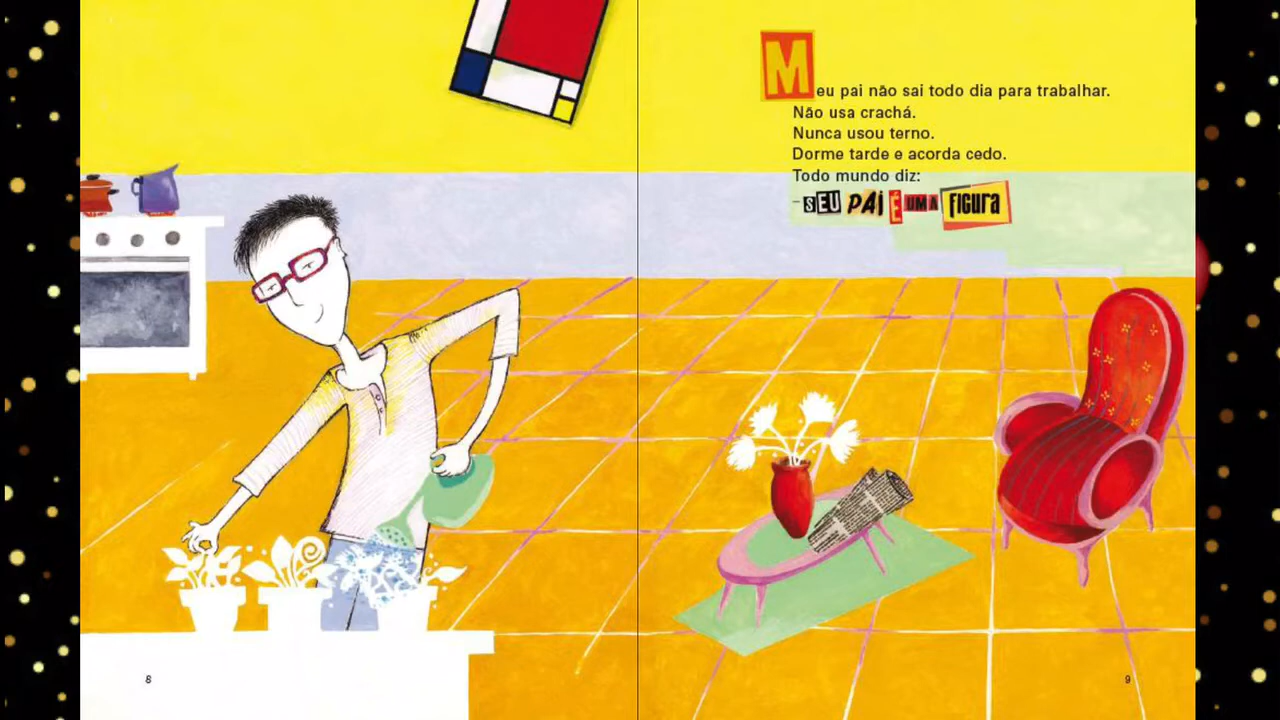 Meu pai não sai todo dia para trabalhar.
Não usa crachá.
Nunca usou terno.
Dorme tarde e acorda cedo.
Todo mundo diz:
– SEU PAI É UMA FIGURA
8
9